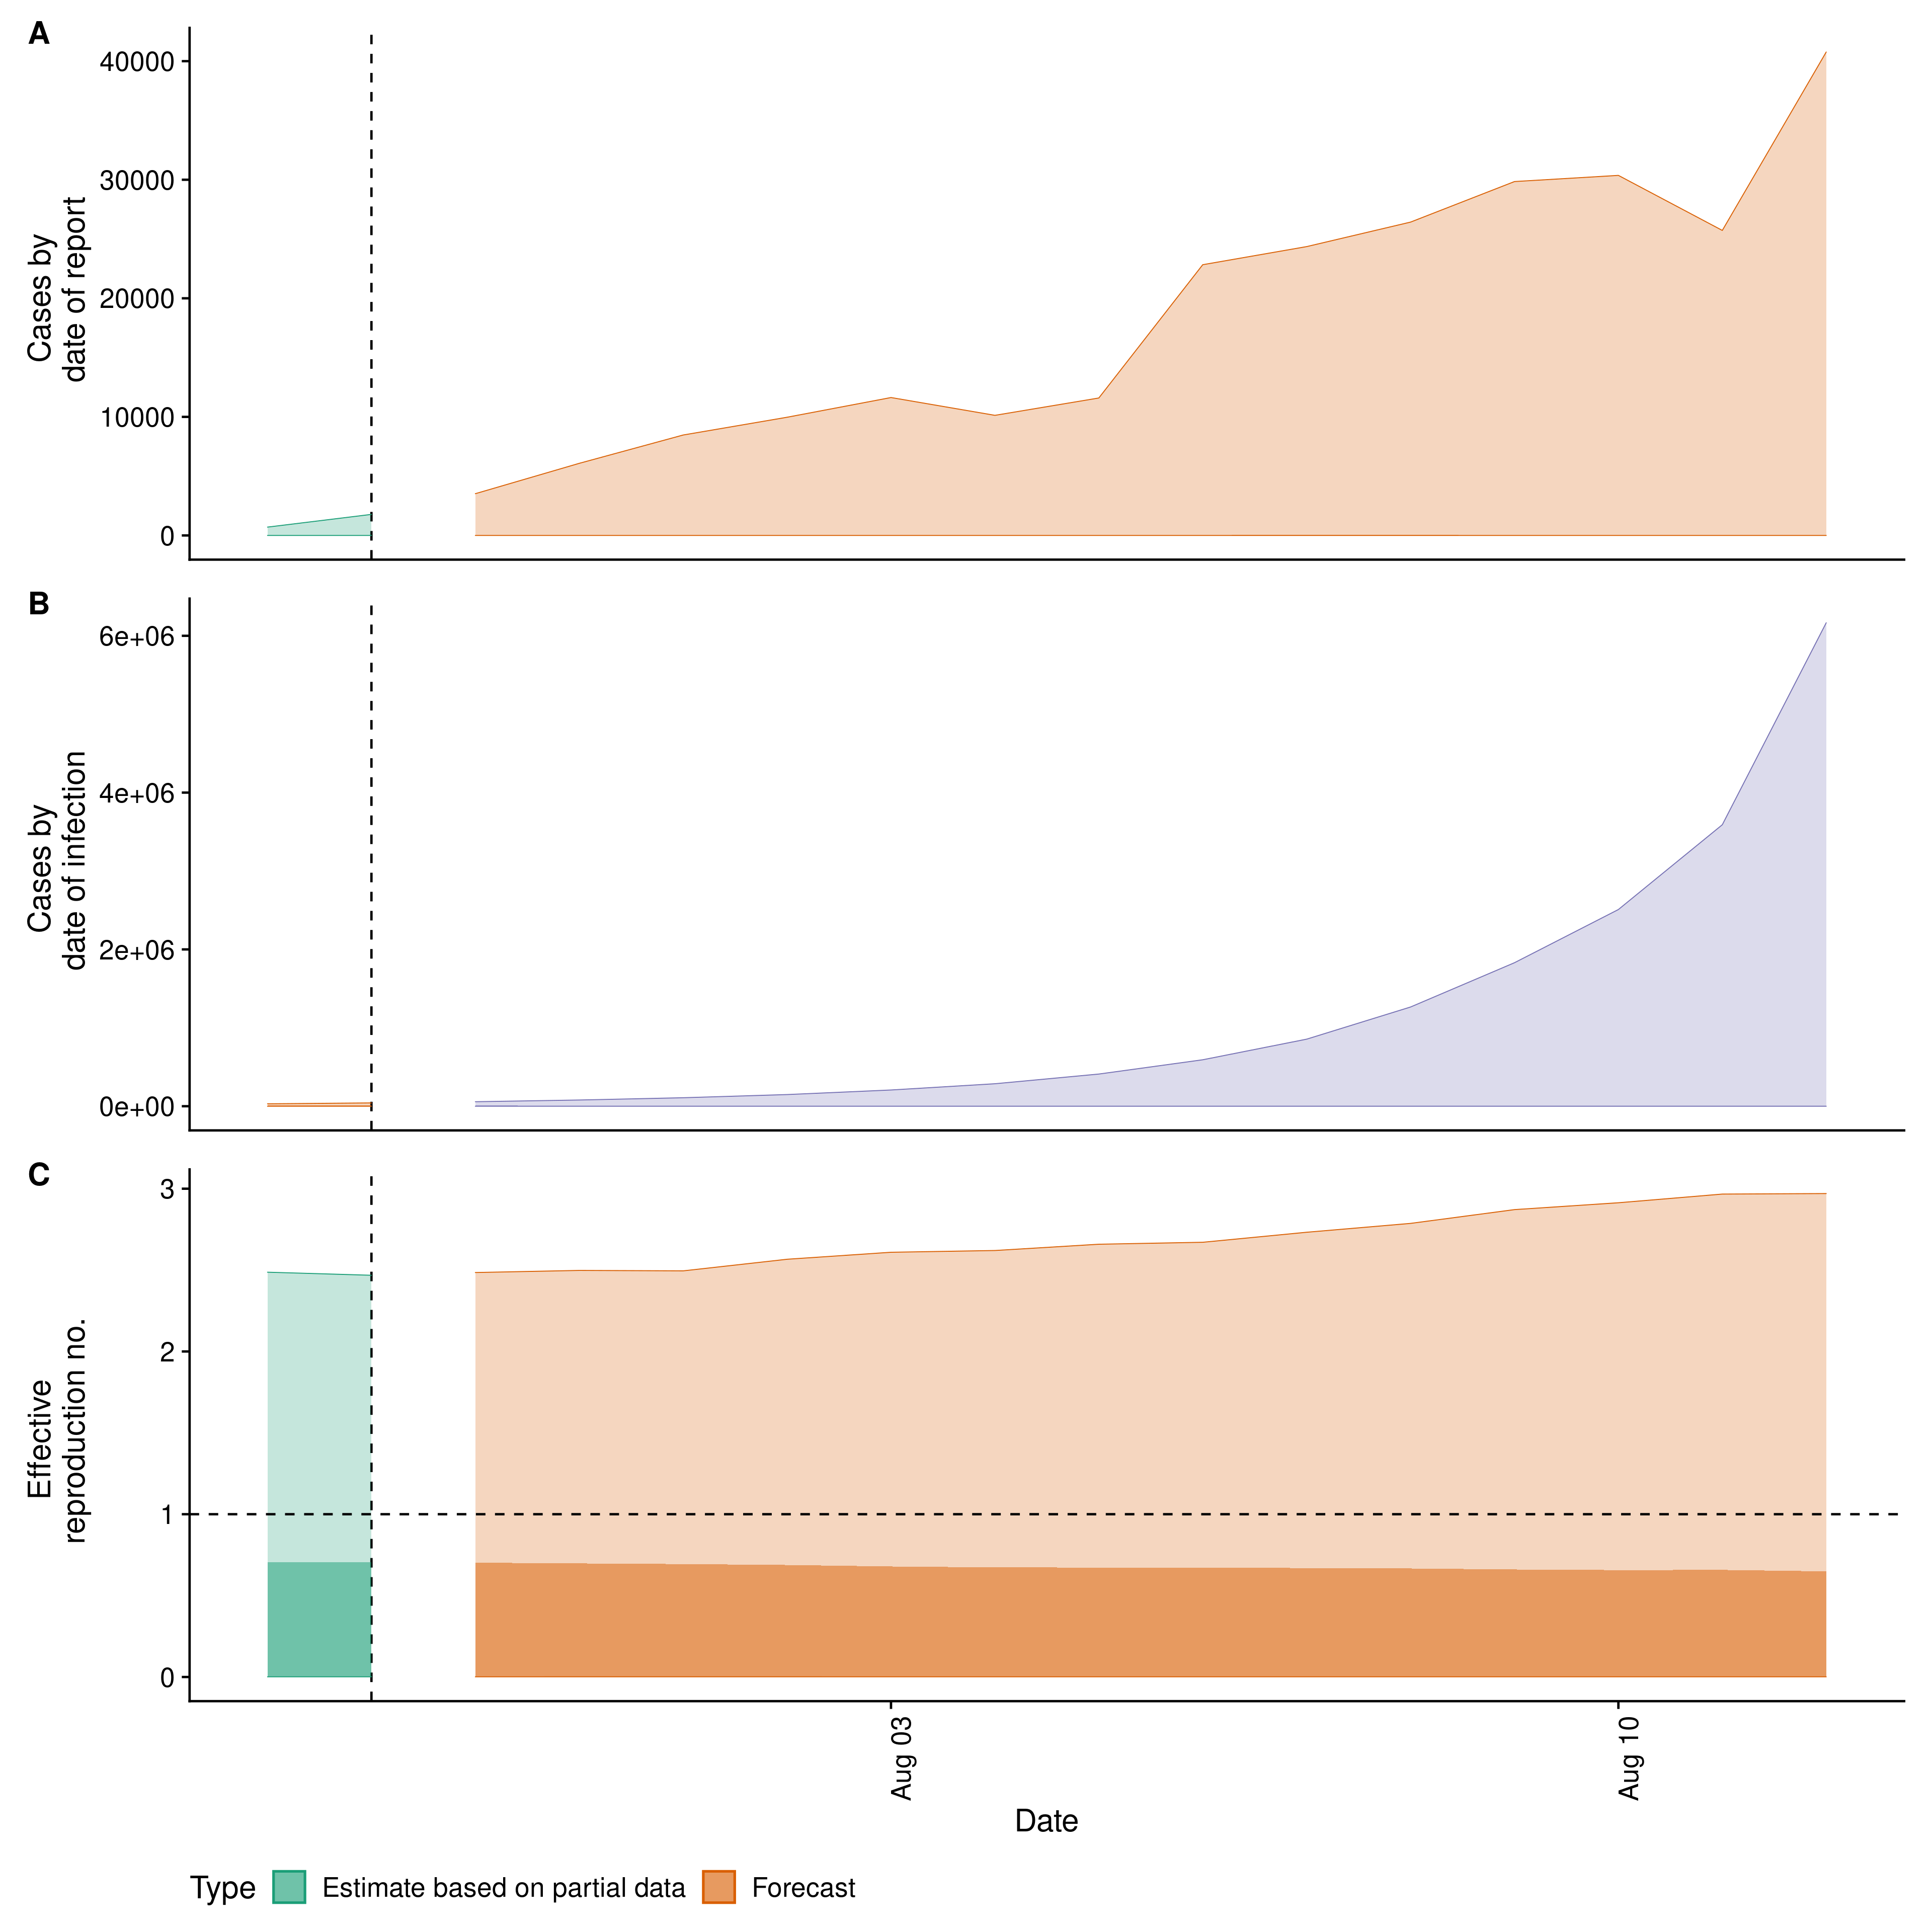 A
40000
30000
20000
10000
0
Cases by
date of report
B
6e+06
4e+06
2e+06
0e+00
Cases by
date of infection
C
3
2
1
0
Effective
reproduction no.
Aug 03
Aug 10
Date
Type Estimate based on partial data Forecast